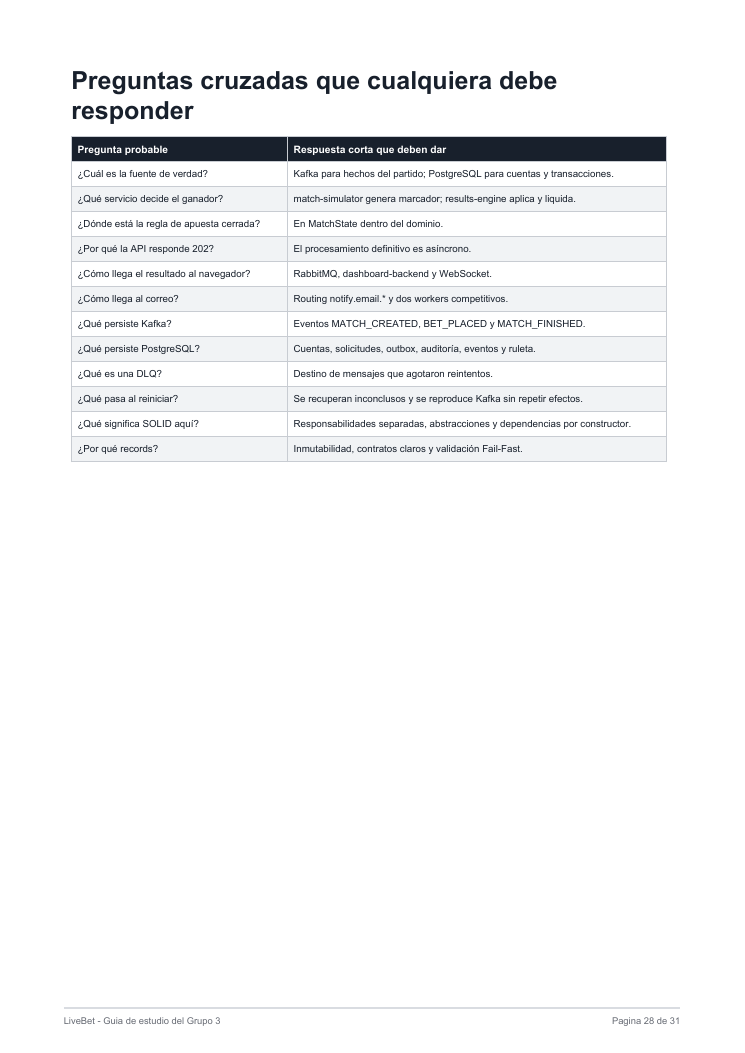 Preguntas cruzadas que cualquiera debe
responder
Pregunta probable Respuesta corta que deben dar
¿Cuál es la fuente de verdad? Kafka para hechos del partido; PostgreSQL para cuentas y transacciones.
¿Qué servicio decide el ganador? match-simulator genera marcador; results-engine aplica y liquida.
¿Dónde está la regla de apuesta cerrada? En MatchState dentro del dominio.
¿Por qué la API responde 202? El procesamiento definitivo es asíncrono.
¿Cómo llega el resultado al navegador? RabbitMQ, dashboard-backend y WebSocket.
¿Cómo llega al correo? Routing notify.email.* y dos workers competitivos.
¿Qué persiste Kafka? Eventos MATCH_CREATED, BET_PLACED y MATCH_FINISHED.
¿Qué persiste PostgreSQL? Cuentas, solicitudes, outbox, auditoría, eventos y ruleta.
¿Qué es una DLQ? Destino de mensajes que agotaron reintentos.
¿Qué pasa al reiniciar? Se recuperan inconclusos y se reproduce Kafka sin repetir efectos.
¿Qué significa SOLID aquí? Responsabilidades separadas, abstracciones y dependencias por constructor.
¿Por qué records? Inmutabilidad, contratos claros y validación Fail-Fast.
LiveBet - Guia de estudio del Grupo 3 Pagina 28 de 31